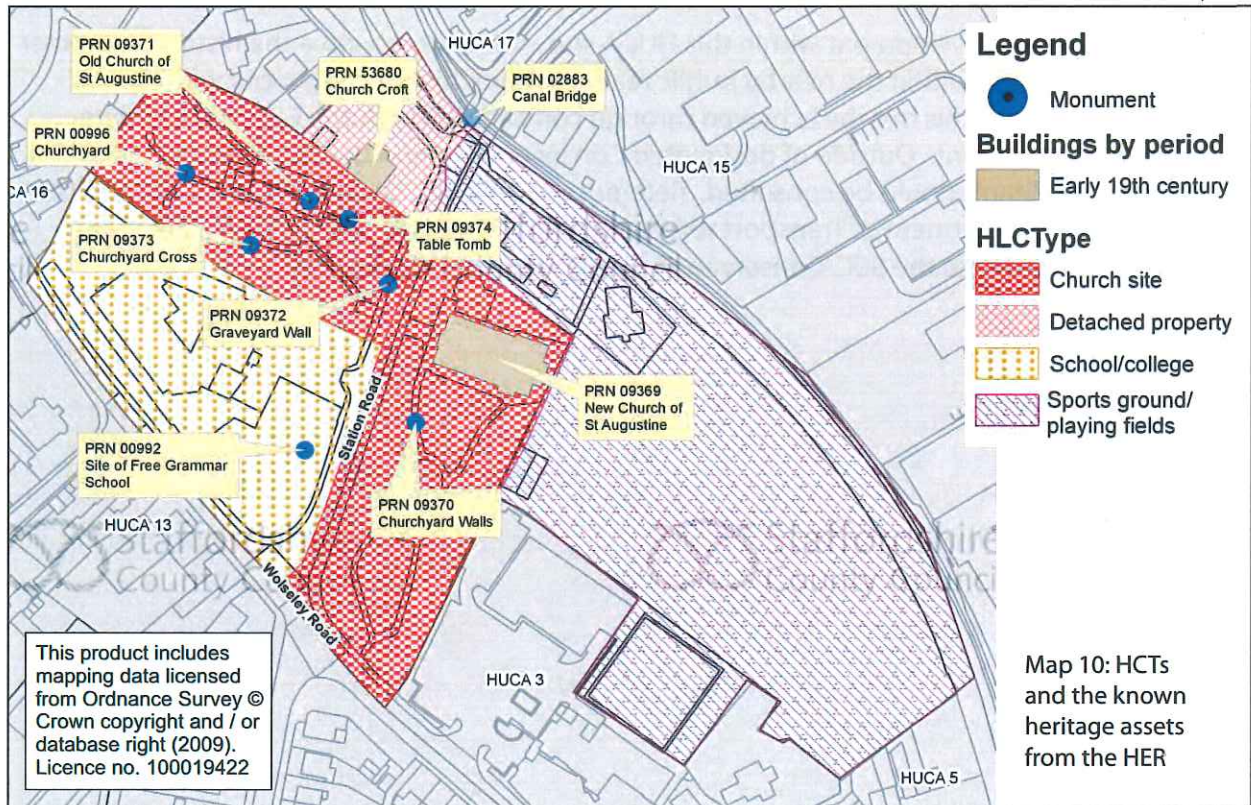 HUCA 17
PRN 09371
Old Church of
St Augustine
PRN 53680
Church Croft
PRN 02883
Canal Bridge
PRN 00996
Churchyard
HUCA 15
CA 16
PRN 09374
Table Tomb
PRN 09373
Churchyard Cross
PRN 09372
Graveyard Wall
Station Road
PRN 09369
New Church of
St Augustine
PRN 00992
Site of Free Grammar
School
PRN 09370
Churchyard Walls
HUCA 13
Wolseley Road
HUCA 3
HUCA 5
This product includes
mapping data licensed
from Ordnance Survey ©
Crown copyright and / or
database right (2009).
Licence no. 100019422
Legend
Monument
Buildings by period
Early 19th century
HLCType
Church site
Detached property
School/college
Sports ground/
playing fields
Map 10: HCTs
and the known
heritage assets
from the HER